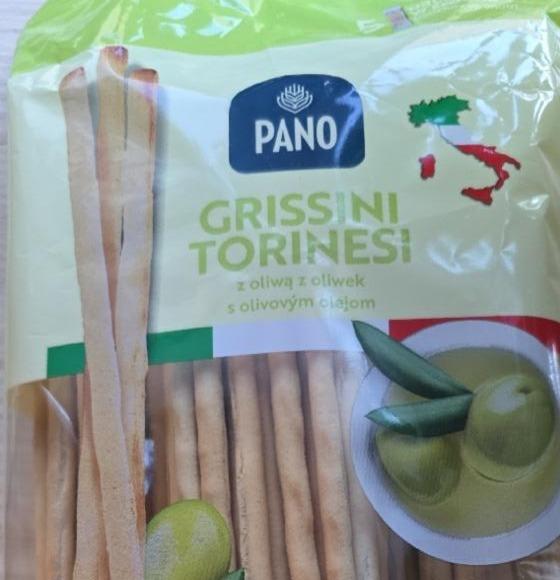 PANO
GRISSINI
TORINESI
z oliwą z oliwek
s olivovým olejom